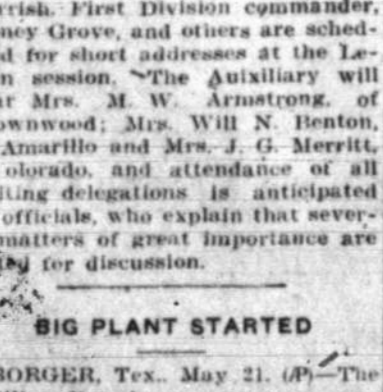 rrish, First Division commander,
ney Grove, and others are sched-
d for short addresses at the Le-
n session. The Auixiliary will
ar Mrs. M. W. Armstrong, of
ownwood; Mrs. Will N. Benton,
Amarillo and Mrs. J. G. Merritt,
olorado, and attendance of all
iting delegations is anticipated
officials, who explain that sever-
matters of great importance are
ted for discussion.
BIG PLANT STARTED
BORGER, Tex., May 21. (AP)—The